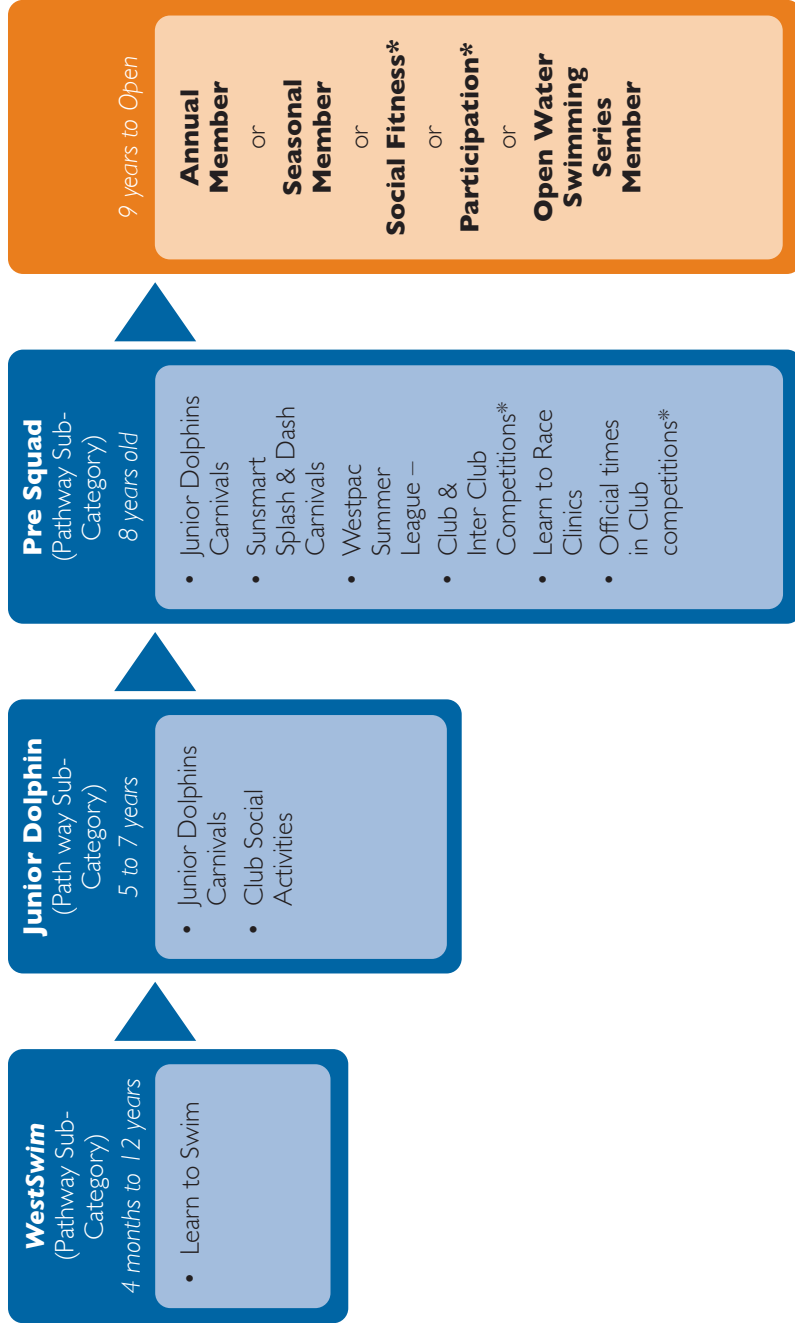 WestSwim
(Pathway Sub-
Category)
4 months to 12 years
• Learn to Swim
Junior Dolphin
(Path way Sub-
Category)
5 to 7 years
• Junior Dolphins
Carnivals
• Club Social
Activities
Pre Squad
(Pathway Sub-
Category)
8 years old
• Junior Dolphins
Carnivals
• Sunsmart
Splash & Dash
Carnivals
• Westpac
Summer
League –
• Club &
Inter Club
Competitions*
• Learn to Race
Clinics
• Official times
in Club
competitions*
9 years to Open
Annual
Member
or
Seasonal
Member
or
Social Fitness*
or
Participation*
or
Open Water
Swimming
Series
Member